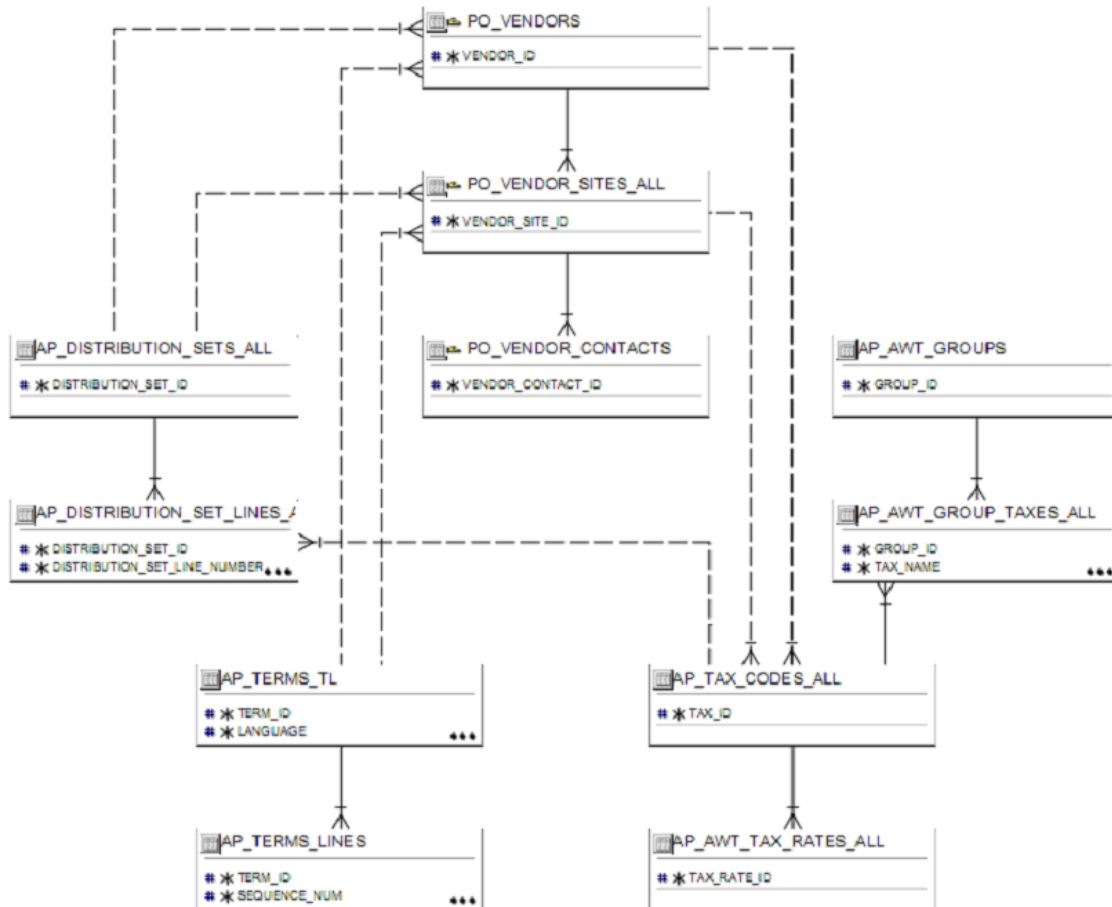 PO_VENDORS
# * VENDOR_ID
PO_VENDOR_SITES_ALL
# * VENDOR_SITE_ID
AP_DISTRIBUTION_SETS_ALL
# * DISTRIBUTION_SET_ID
PO_VENDOR_CONTACTS
# * VENDOR_CONTACT_ID
AP_AWT_GROUPS
# * GROUP_ID
AP_DISTRIBUTION_SET_LINES_A
# * DISTRIBUTION_SET_ID
# * DISTRIBUTION_SET_LINE_NUMBER
AP_AWT_GROUP_TAXES_ALL
# * GROUP_ID
# * TAX_NAME
AP_TERMS_TL
# * TERM_ID
# * LANGUAGE
AP_TAX_CODES_ALL
# * TAX_ID
AP_TERMS_LINES
# * TERM_ID
# * SEQUENCE_NUM
AP_AWT_TAX_RATES_ALL
# * TAX_RATE_ID